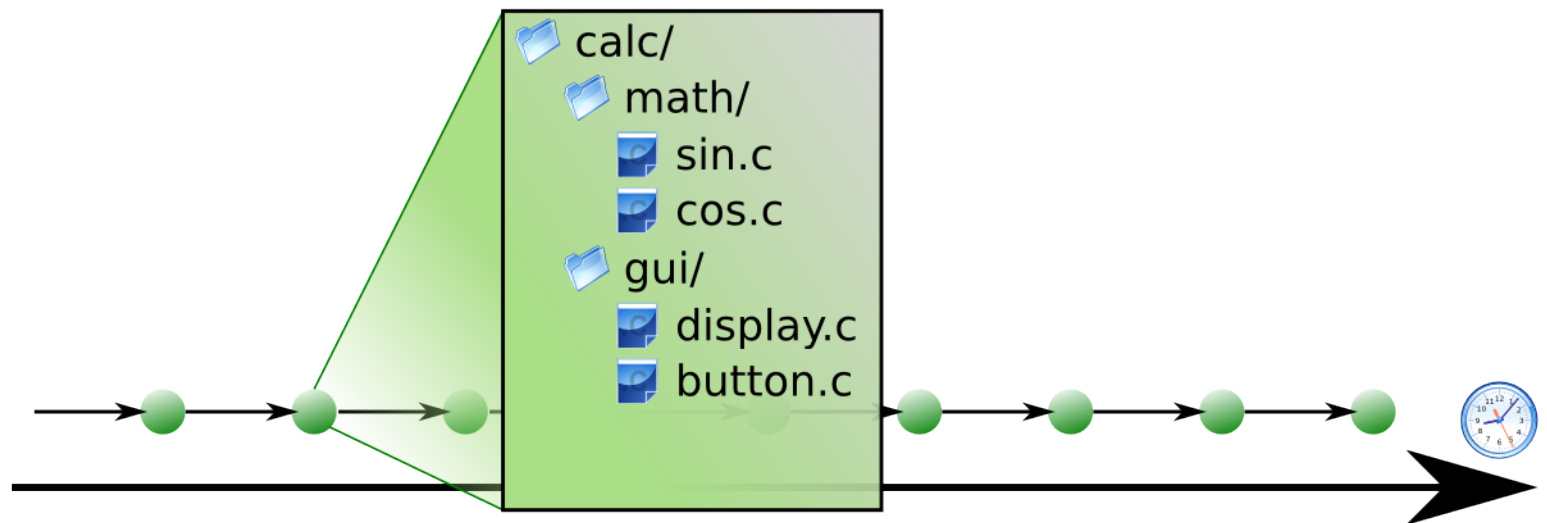 calc/
math/
sin.c
cos.c
gui/
display.c
button.c